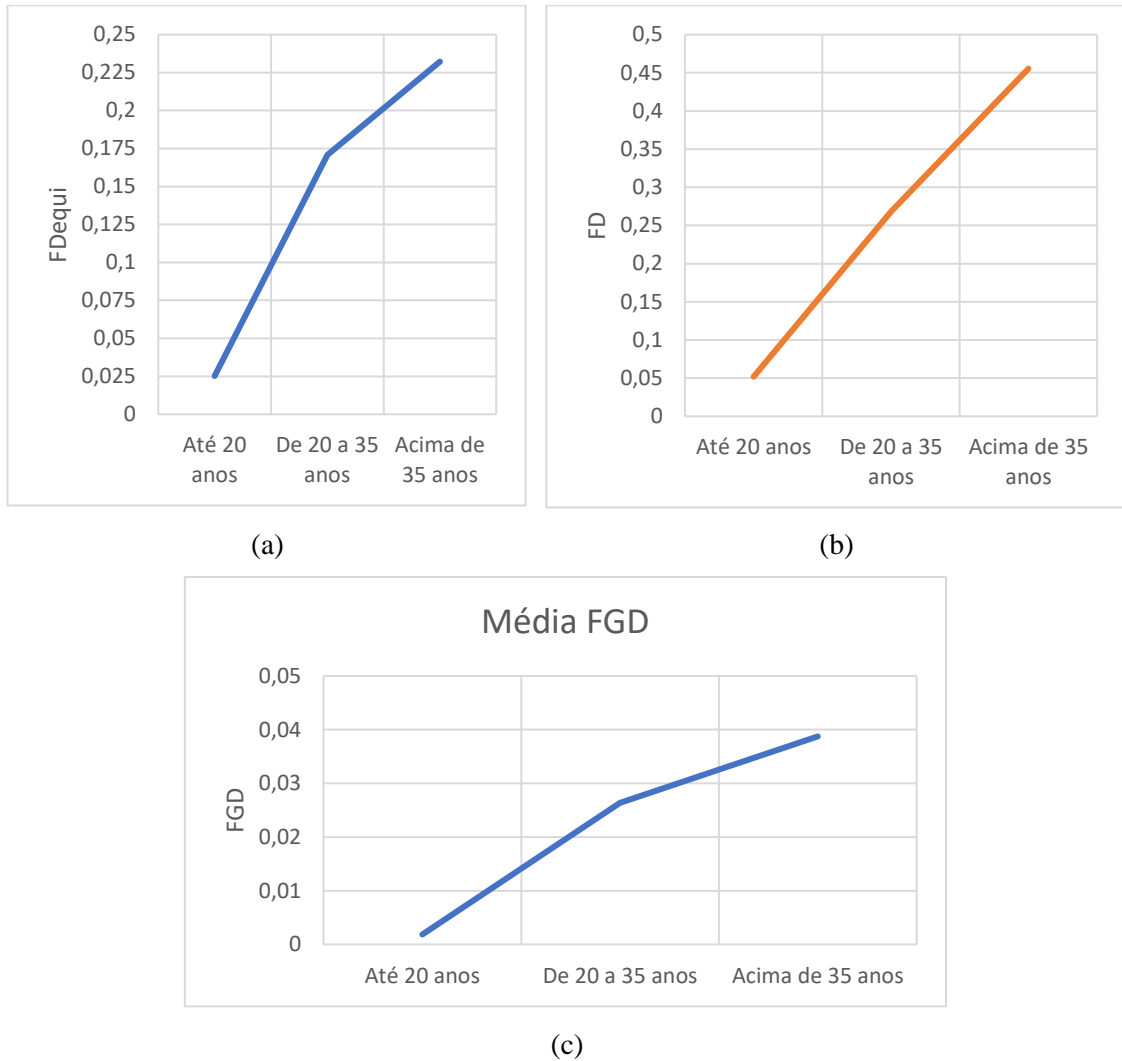 0,25
0,225
0,2
0,175
0,15
0,125
0,1
0,075
0,05
0,025
0
FDequi
Até 20 anos
De 20 a 35 anos
Acima de 35 anos
(a)
0,5
0,45
0,4
0,35
0,3
0,25
0,2
0,15
0,1
0,05
0
FD
Até 20 anos
De 20 a 35 anos
Acima de 35 anos
(b)
Média FGD
0,05
0,04
0,03
0,02
0,01
0
FGD
Até 20 anos
De 20 a 35 anos
Acima de 35 anos
(c)